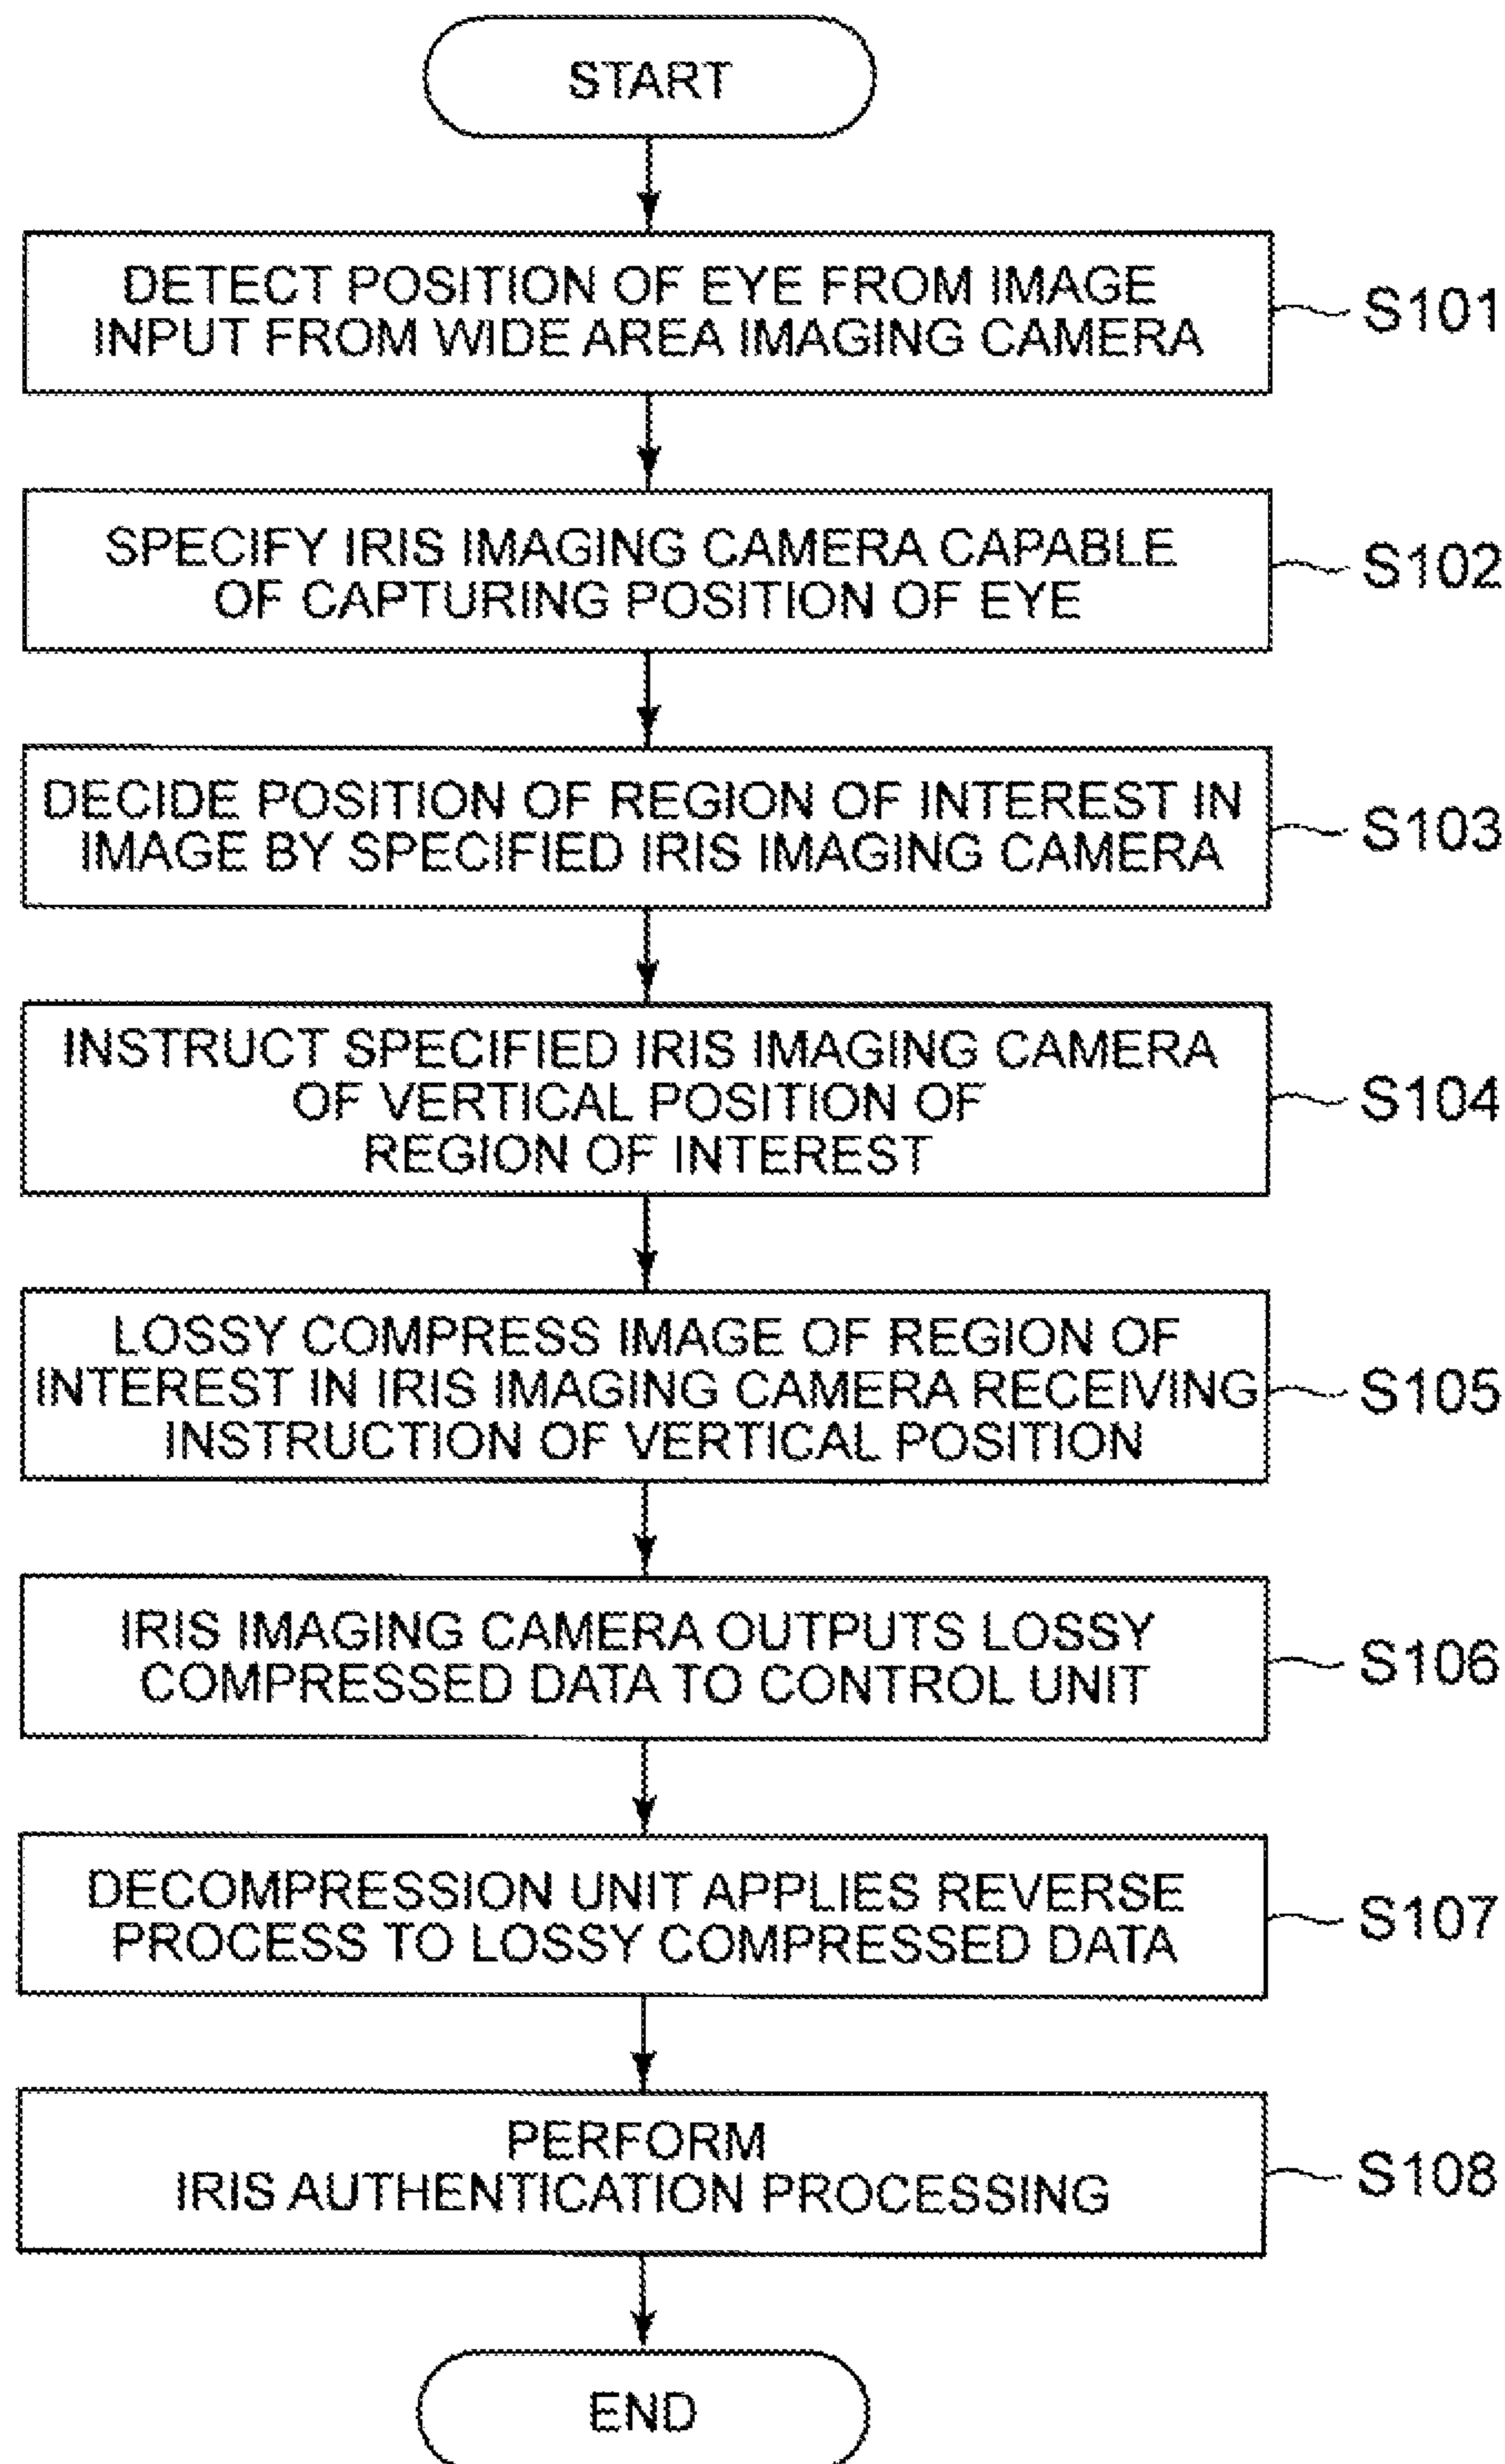 START
DETECT POSITION OF EYE FROM IMAGE
INPUT FROM WIDE AREA IMAGING CAMERA
S101
SPECIFY IRIS IMAGING CAMERA CAPABLE
OF CAPTURING POSITION OF EYE
S102
DECIDE POSITION OF REGION OF INTEREST IN
IMAGE BY SPECIFIED IRIS IMAGING CAMERA
S103
INSTRUCT SPECIFIED IRIS IMAGING CAMERA
OF VERTICAL POSITION OF
REGION OF INTEREST
S104
LOSSY COMPRESS IMAGE OF REGION OF
INTEREST IN IRIS IMAGING CAMERA RECEIVING
INSTRUCTION OF VERTICAL POSITION
S105
IRIS IMAGING CAMERA OUTPUTS LOSSY
COMPRESSED DATA TO CONTROL UNIT
S106
DECOMPRESSION UNIT APPLIES REVERSE
PROCESS TO LOSSY COMPRESSED DATA
S107
PERFORM
IRIS AUTHENTICATION PROCESSING
S108
END